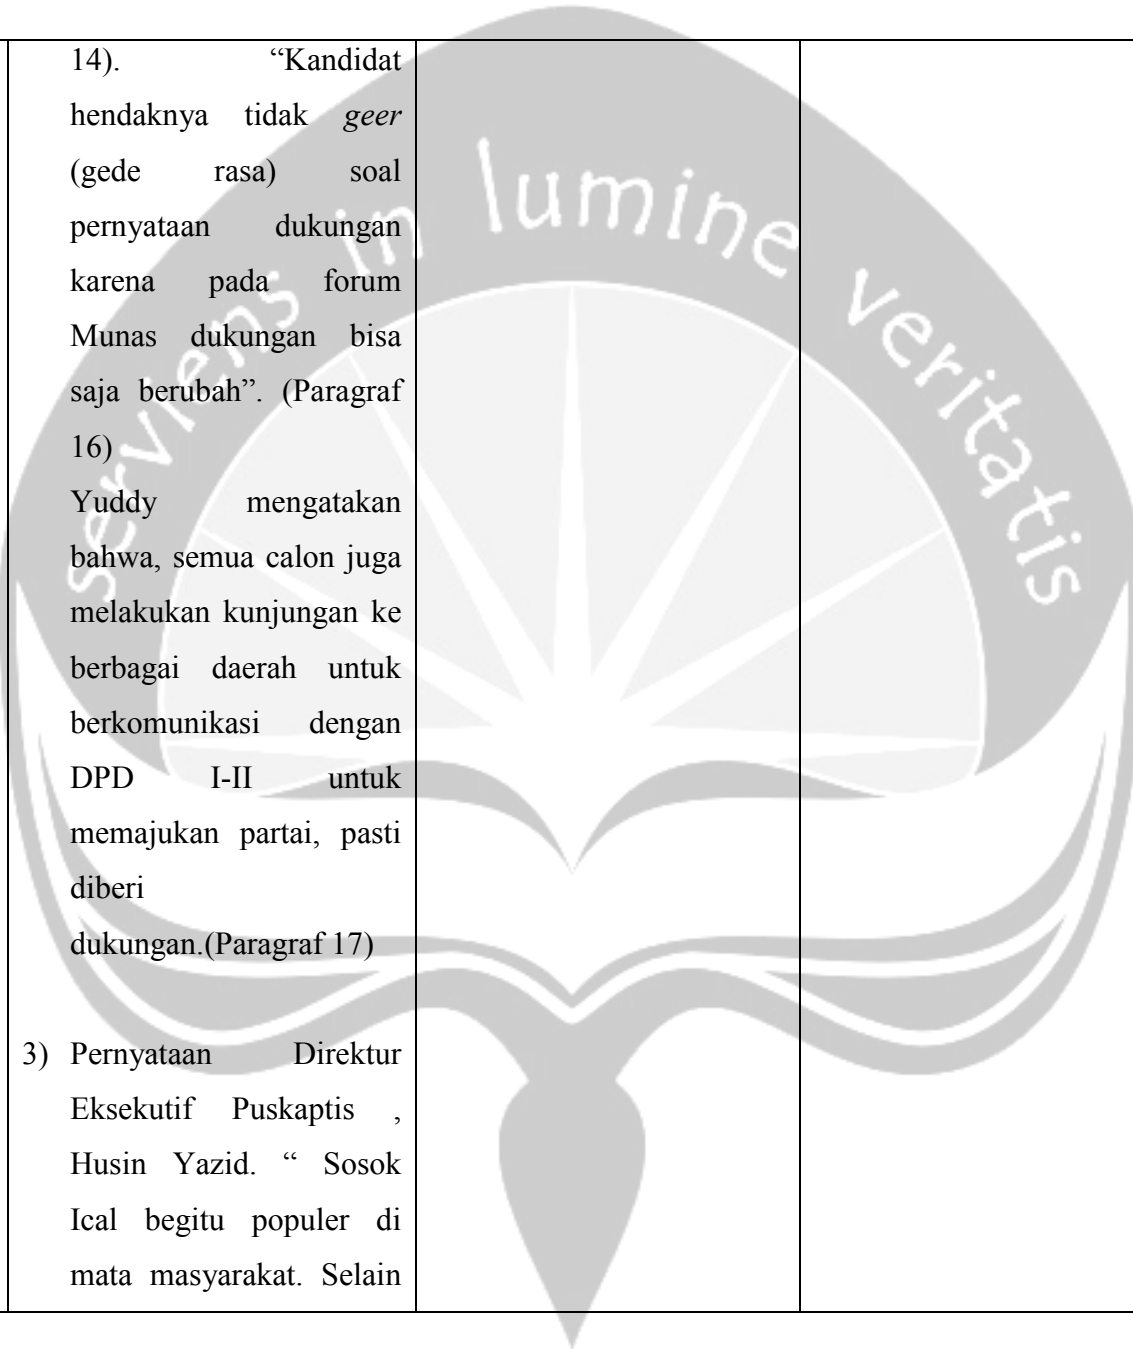 serviens in lumine veritatis
14). “Kandidat
hendaknya tidak geer
(gede rasa) soal
pernyataan dukungan
karena pada forum
Munas dukungan bisa
saja berubah”. (Paragraf
16)
Yuddy mengatakan
bahwa, semua calon juga
melakukan kunjungan ke
berbagai daerah untuk
berkomunikasi dengan
DPD I-II untuk
memajukan partai, pasti
diberi
dukungan.(Paragraf 17)
3) Pernyataan Direktur
Eksekutif Puskaptis ,
Husin Yazid. “ Sosok
Ical begitu populer di
mata masyarakat. Selain